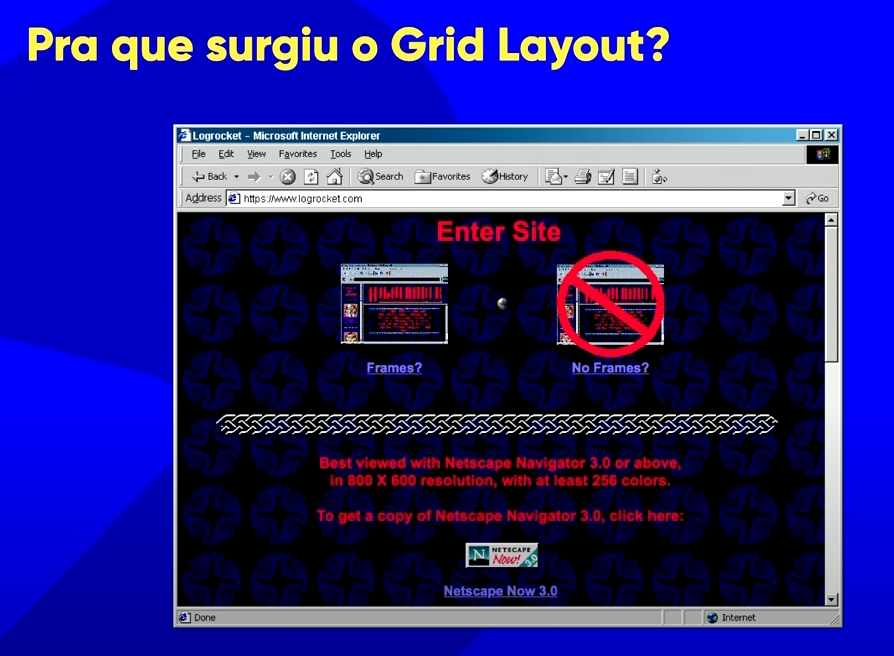 Pra que surgiu o Grid Layout?
Logrocket - Microsoft Internet Explorer
File Edit View Favorites Tools Help
Back Search Favorites History
Address https://www.logrocket.com Go
Enter Site
Frames? No Frames?
Best viewed with Netscape Navigator 3.0 or above,
in 800 X 600 resolution, with at least 256 colors.
To get a copy of Netscape Navigator 3.0, click here:
N NETSCAPE
Now! 3.0
Netscape Now 3.0
Done Internet